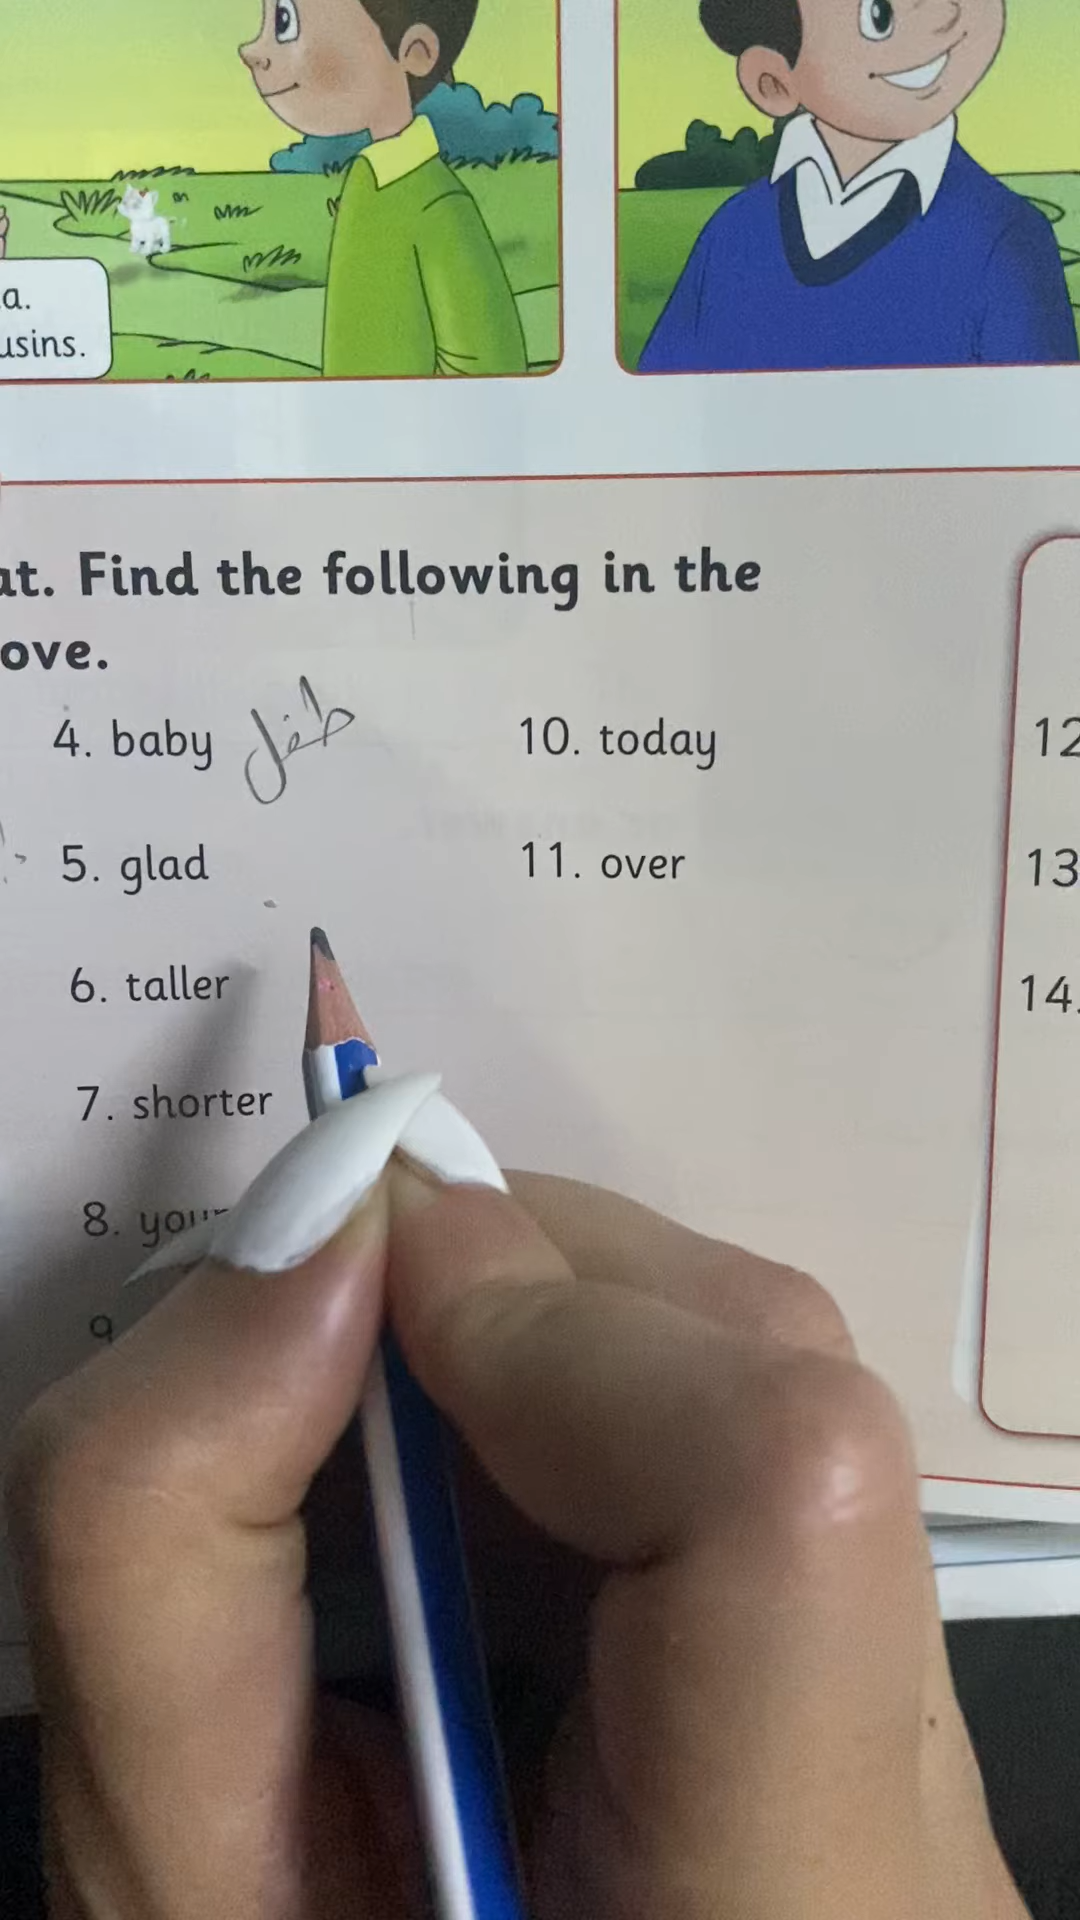 a.
usins.
at. Find the following in the
ove.
4. baby طفل
10. today
12
5. glad
11. over
13
6. taller
14.
7. shorter
8.
9